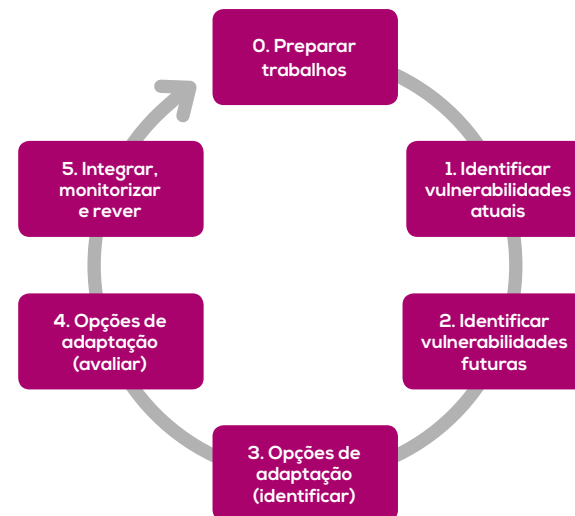 0. Preparar
trabalhos
1. Identificar
vulnerabilidades
atuais
2. Identificar
vulnerabilidades
futuras
3. Opções de
adaptação
(identificar)
4. Opções de
adaptação
(avaliar)
5. Integrar,
monitorizar
e rever